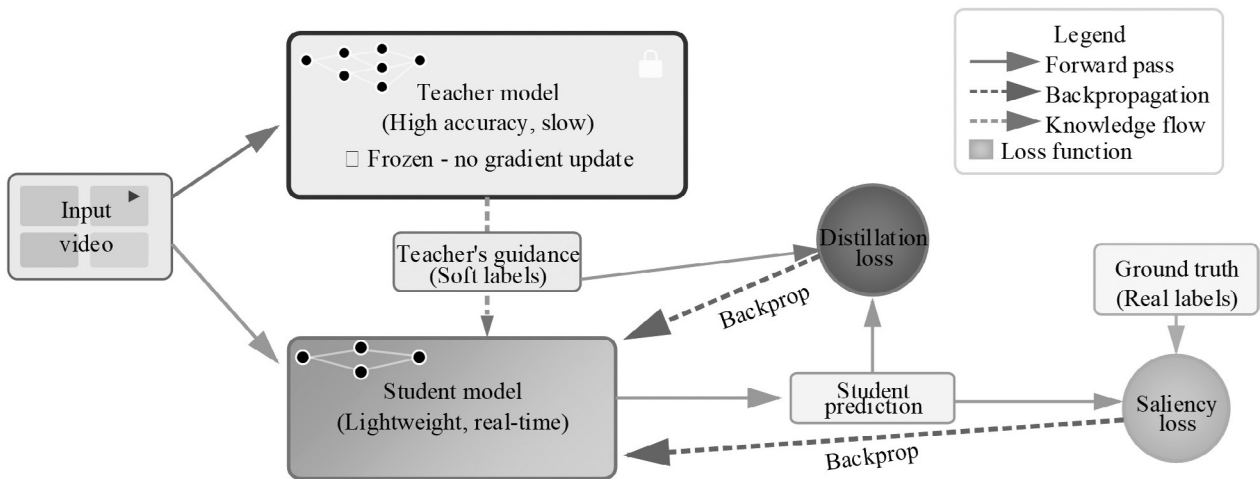 Legend
Forward pass
Backpropagation
Knowledge flow
Loss function
Teacher model
(High accuracy, slow)
Frozen - no gradient update
Input
video
Teacher's guidance
(Soft labels)
Distillation
loss
Backprop
Ground truth
(Real labels)
Student model
(Lightweight, real-time)
Student
prediction
Saliency
loss
Backprop